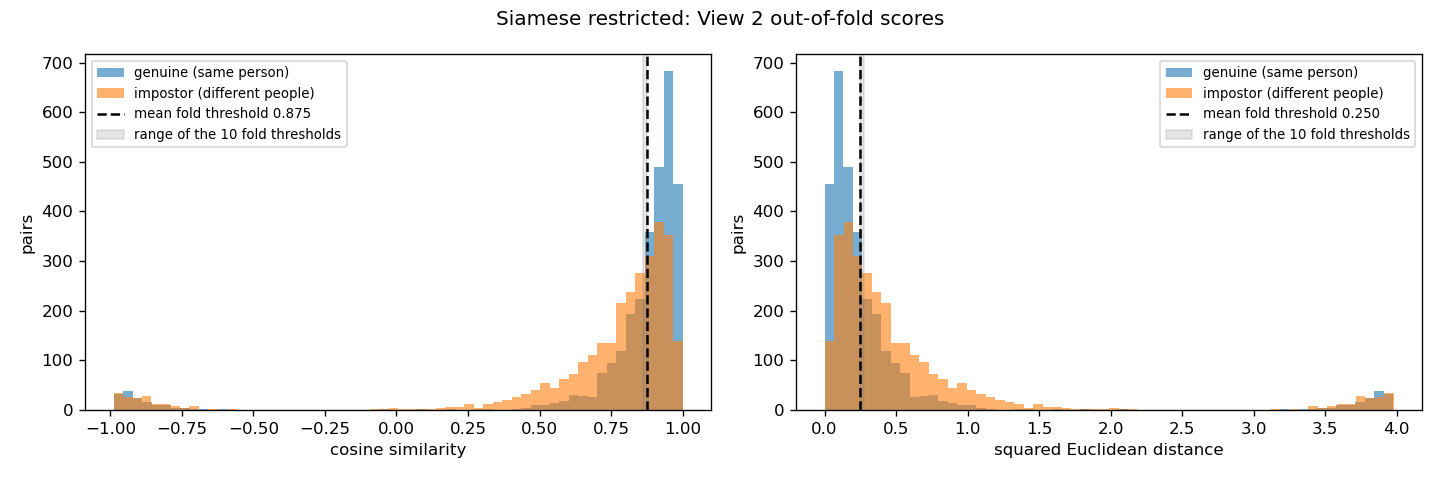 Siamese restricted: View 2 out-of-fold scores
genuine (same person)
impostor (different people)
mean fold threshold 0.875
range of the 10 fold thresholds
pairs
700
600
500
400
300
200
100
0
−1.00 −0.75 −0.50 −0.25 0.00 0.25 0.50 0.75 1.00
cosine similarity
genuine (same person)
impostor (different people)
mean fold threshold 0.250
range of the 10 fold thresholds
pairs
700
600
500
400
300
200
100
0
0.0 0.5 1.0 1.5 2.0 2.5 3.0 3.5 4.0
squared Euclidean distance